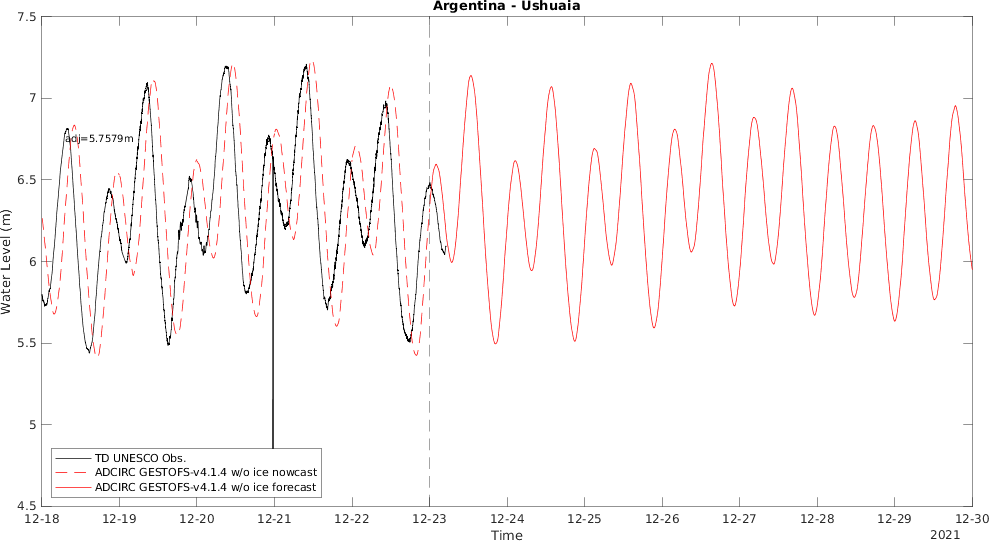 Argentina - Ushuaia
7.5
7
6.5
6
5.5
5
4.5
Water Level (m)
adj=5.7579m
TD UNESCO Obs.
ADCIRC GESTOFS-v4.1.4 w/o ice nowcast
ADCIRC GESTOFS-v4.1.4 w/o ice forecast
12-18 12-19 12-20 12-21 12-22 12-23 12-24 12-25 12-26 12-27 12-28 12-29 12-30
Time
2021